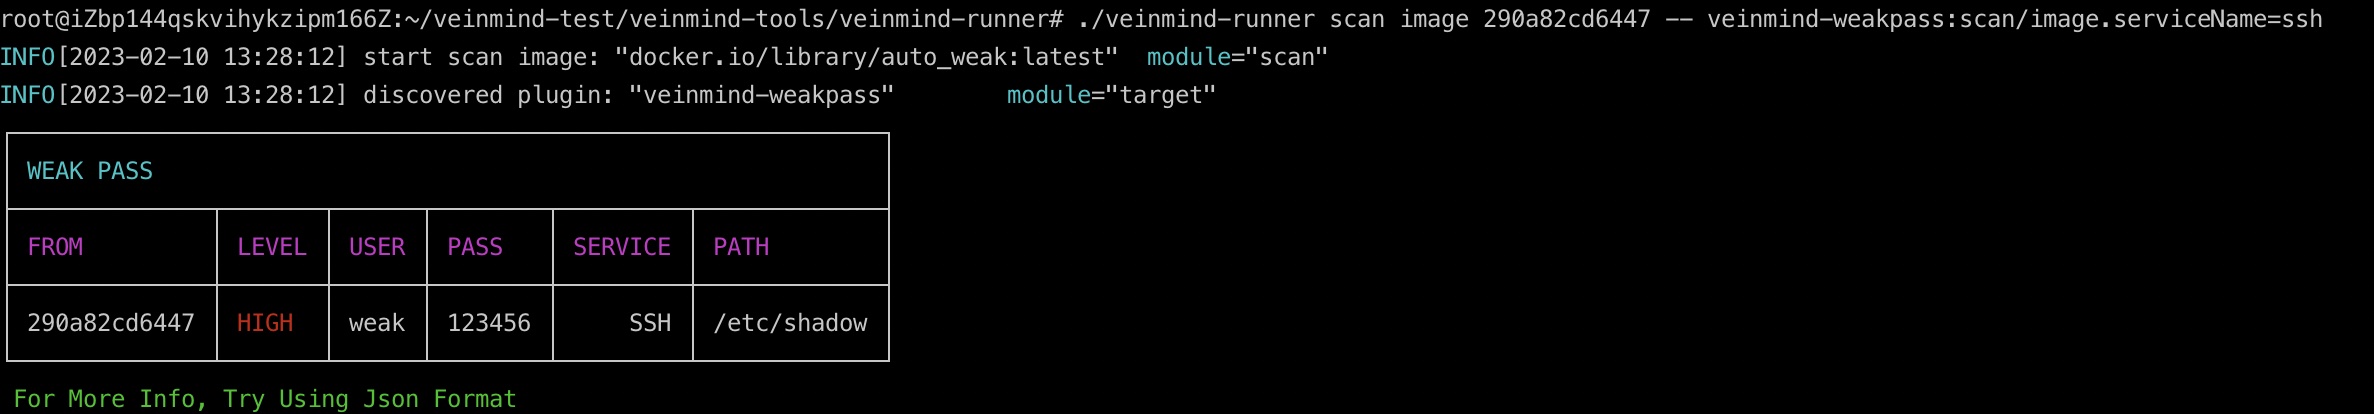 root@iZbp144qskvihykzipm166Z:~/veinmind-test/veinmind-tools/veinmind-runner# ./veinmind-runner scan image 290a82cd6447 -- veinmind-weakpass:scan/image.serviceName=ssh
INFO[2023-02-10 13:28:12] start scan image: "docker.io/library/auto_weak:latest"  module="scan"
INFO[2023-02-10 13:28:12] discovered plugin: "veinmind-weakpass"        module="target"
WEAK PASS
FROM LEVEL USER PASS SERVICE PATH
290a82cd6447 HIGH weak 123456 SSH /etc/shadow
For More Info, Try Using Json Format